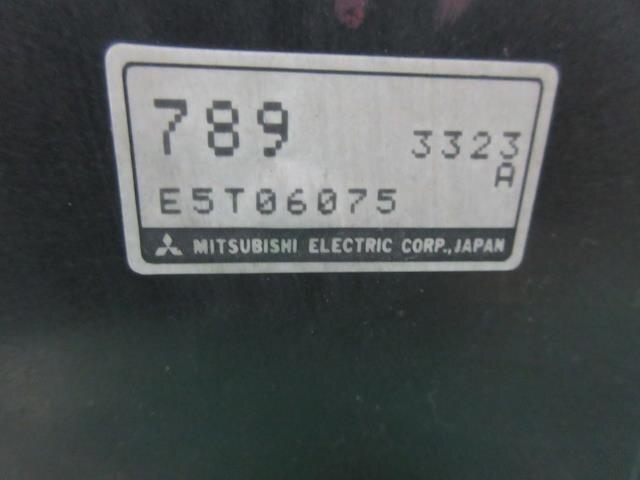 789 3323
A
E5T06075
MITSUBISHI ELECTRIC CORP., JAPAN